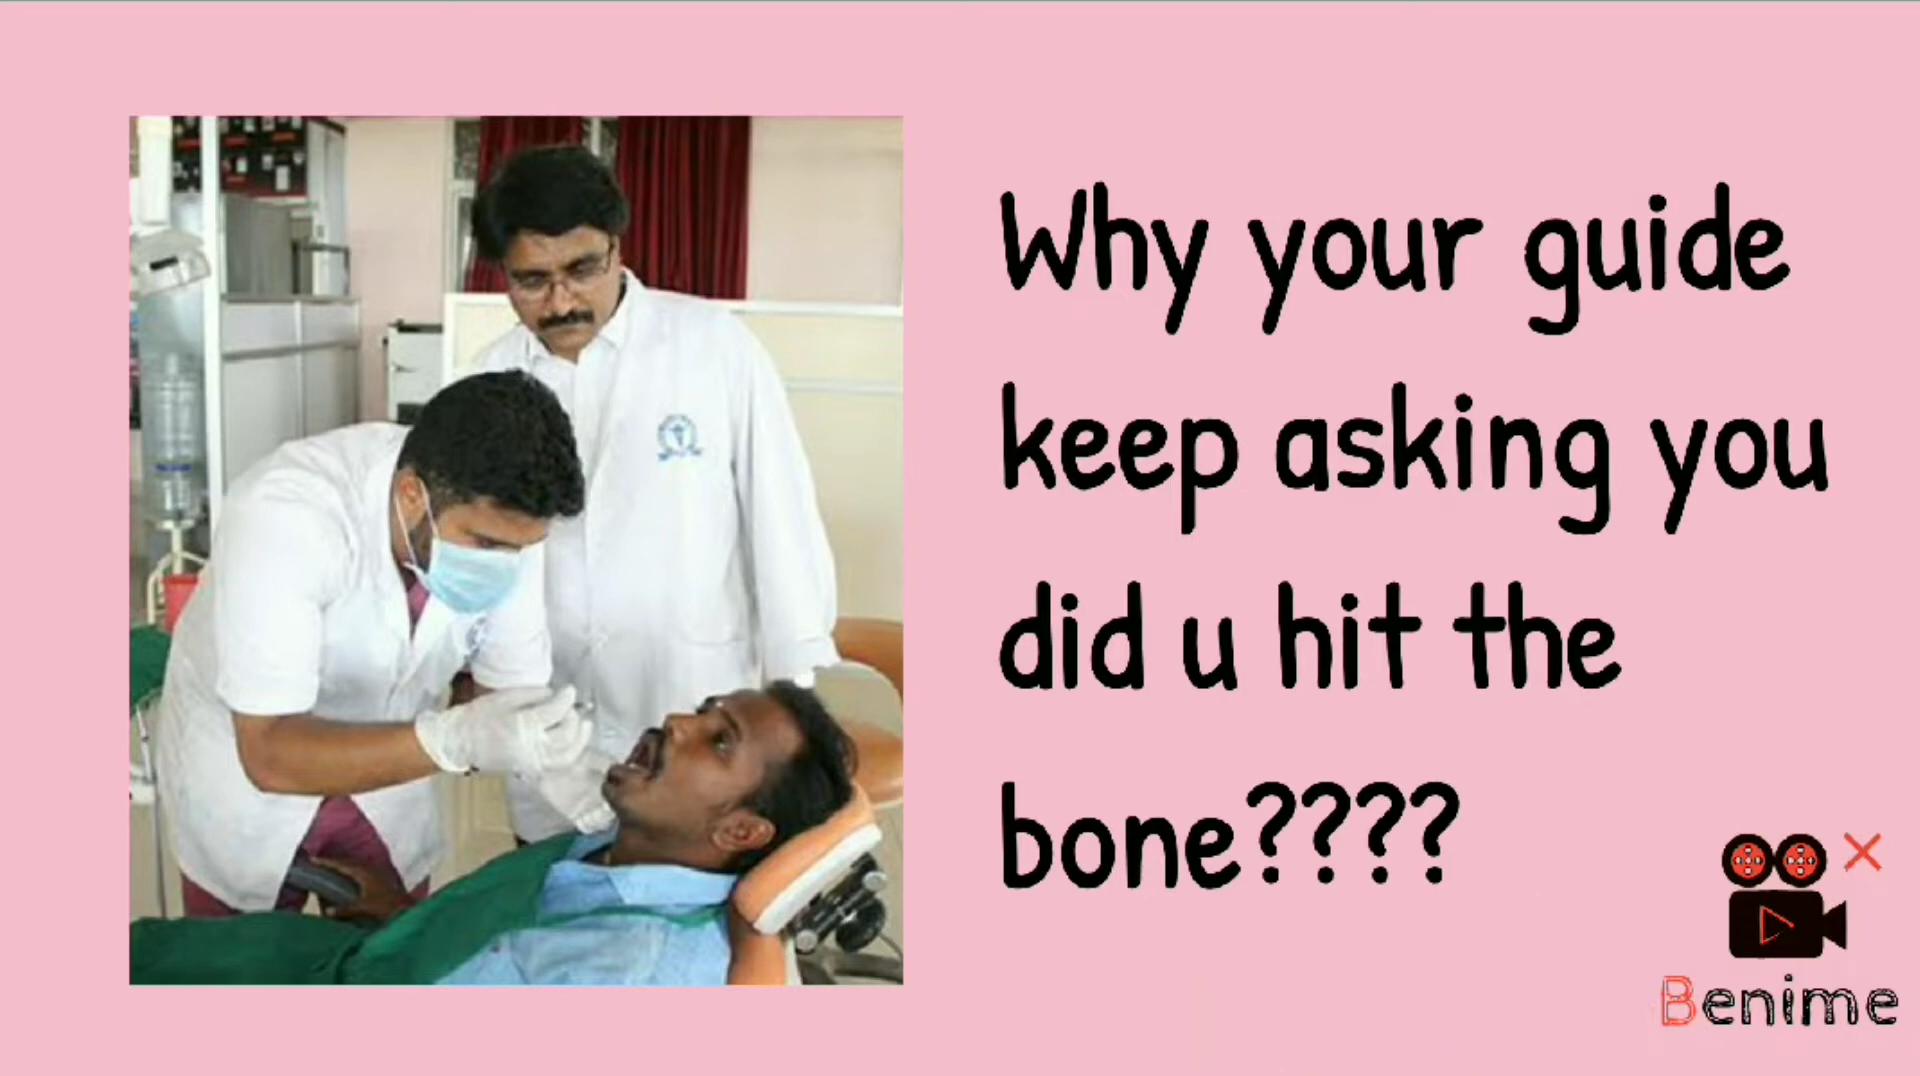 Why your guide
keep asking you
did u hit the
bone????
Benime